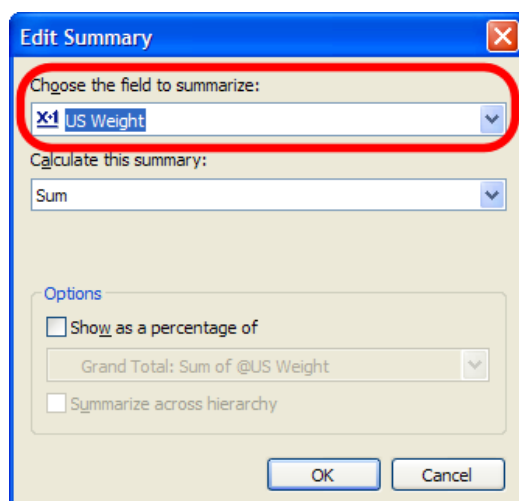 Edit Summary
Choose the field to summarize:
X+1 US Weight
Calculate this summary:
Sum
Options
Show as a percentage of
Grand Total: Sum of @US Weight
Summarize across hierarchy
OK Cancel